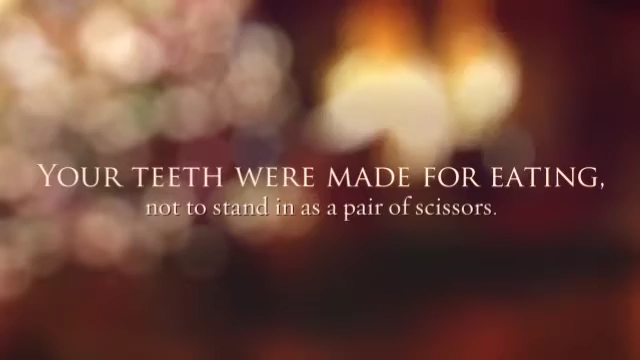 Your teeth were made for eating,
not to stand in as a pair of scissors.